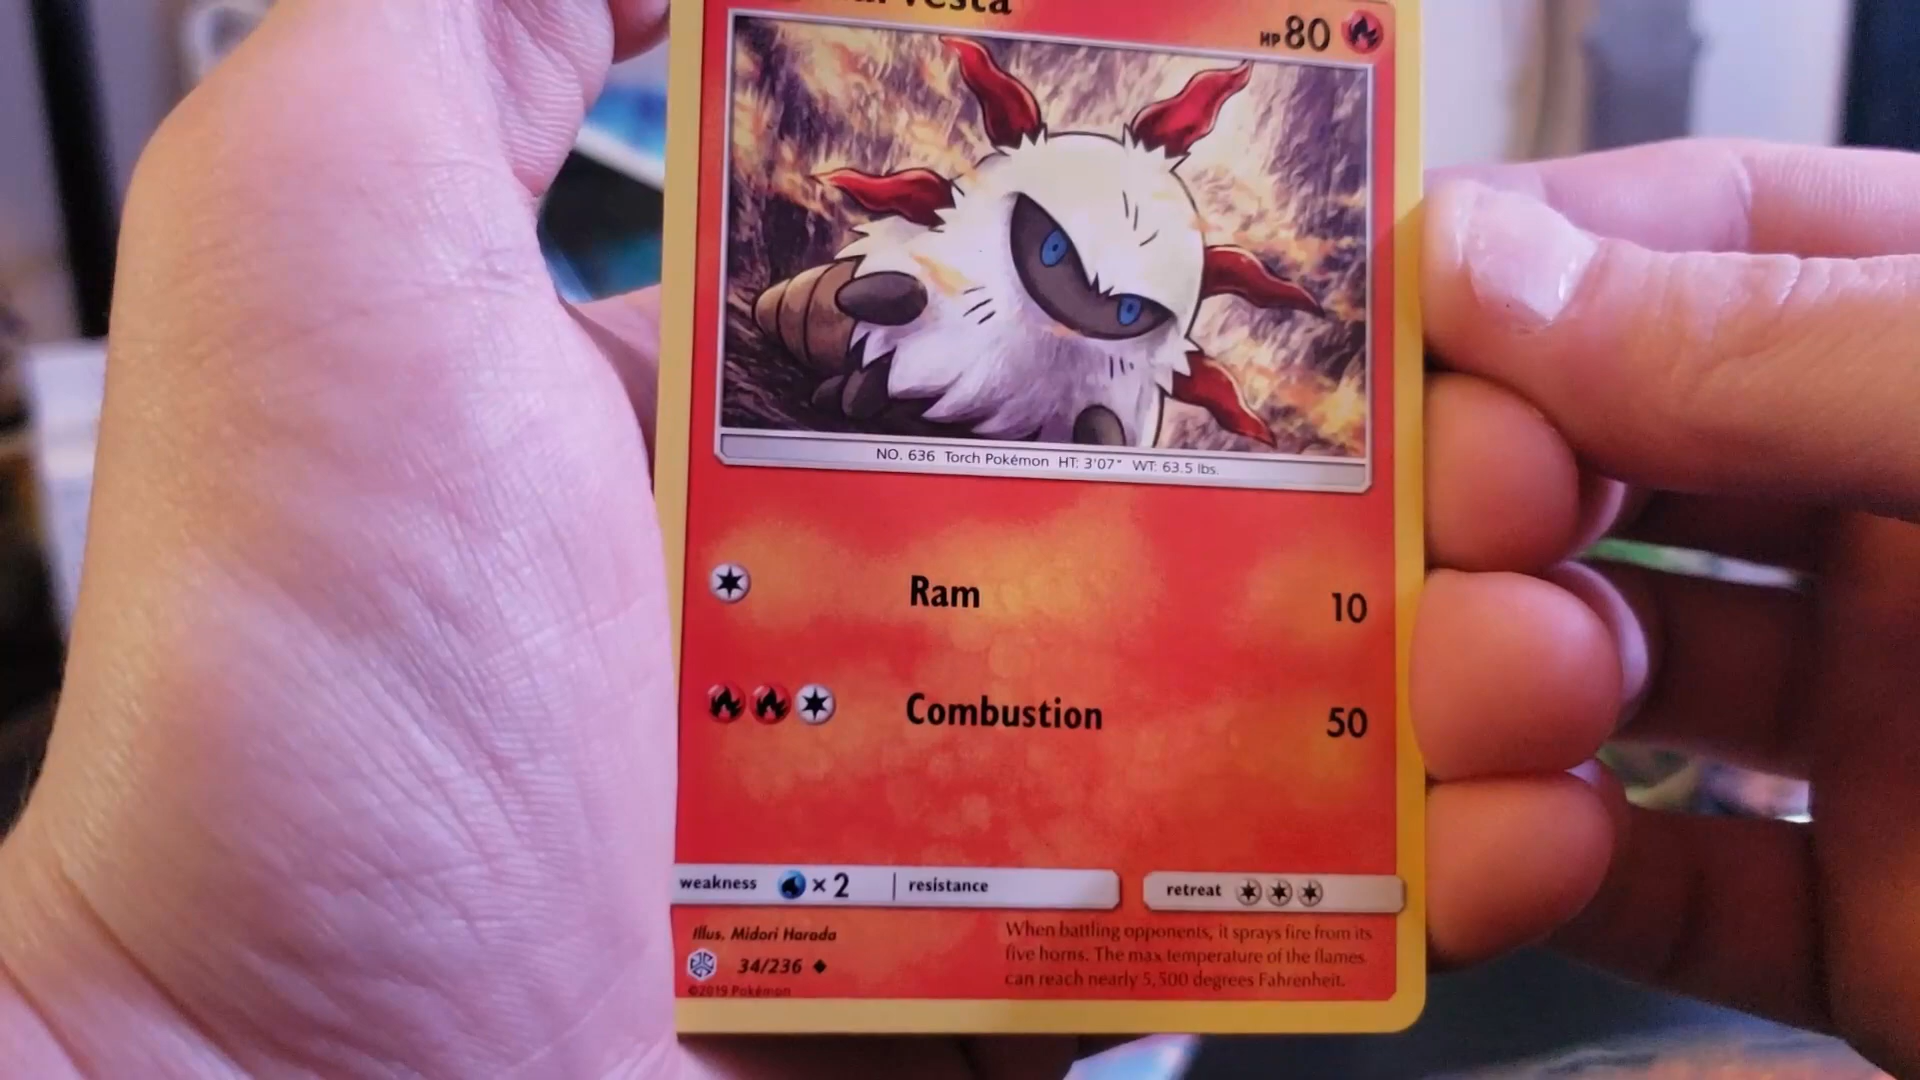 HP 80
NO. 636 Torch Pokémon HT: 3'07" WT: 63.5 lbs.
Ram 10
Combustion 50
weakness ×2 resistance
retreat
Illus. Midori Harada
34/236
©2019 Pokémon
When battling opponents, it sprays fire from its
five horns. The max temperature of the flames
can reach nearly 5,500 degrees Fahrenheit.